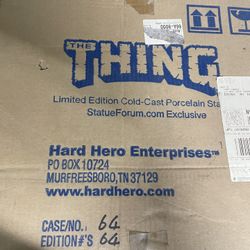 THE
THING
Limited Edition Cold-Cast Porcelain Sta
StatueForum.com Exclusive
Hard Hero Enterprises™
PO BOX 10724
MURFREESBORO, TN 37129
www.hardhero.com
CASE/NO. 64
EDITION#'S 64